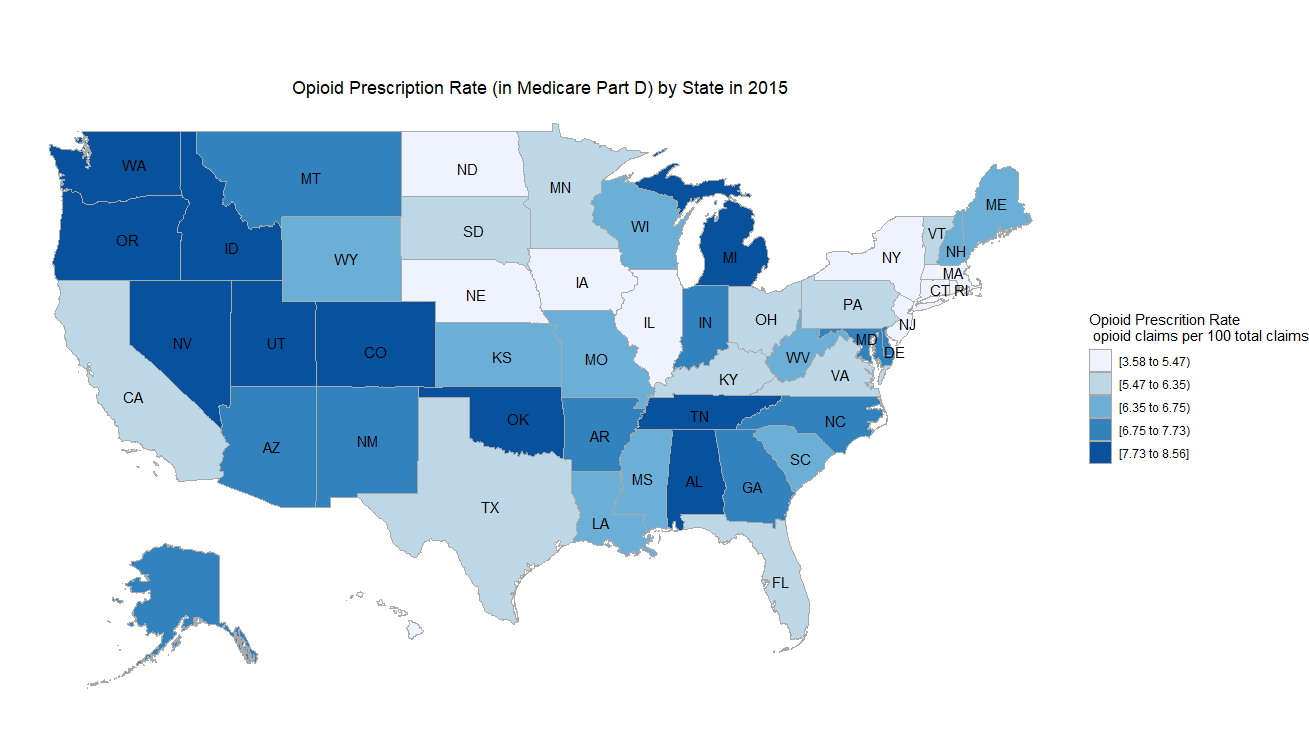 Opioid Prescription Rate (in Medicare Part D) by State in 2015
WA
MT
ND
MN
ME
OR
ID
WY
SD
WI
MI
NY
VT
NH
MA
CT RI
NE
IA
IL
IN
OH
PA
NJ
NV
UT
CO
KS
MO
KY
WV
MD
DE
VA
CA
AZ
NM
OK
AR
TN
NC
TX
LA
MS
AL
GA
SC
FL
Opioid Prescrition Rate
opioid claims per 100 total claims
[3.58 to 5.47)
[5.47 to 6.35)
[6.35 to 6.75)
[6.75 to 7.73)
[7.73 to 8.56]